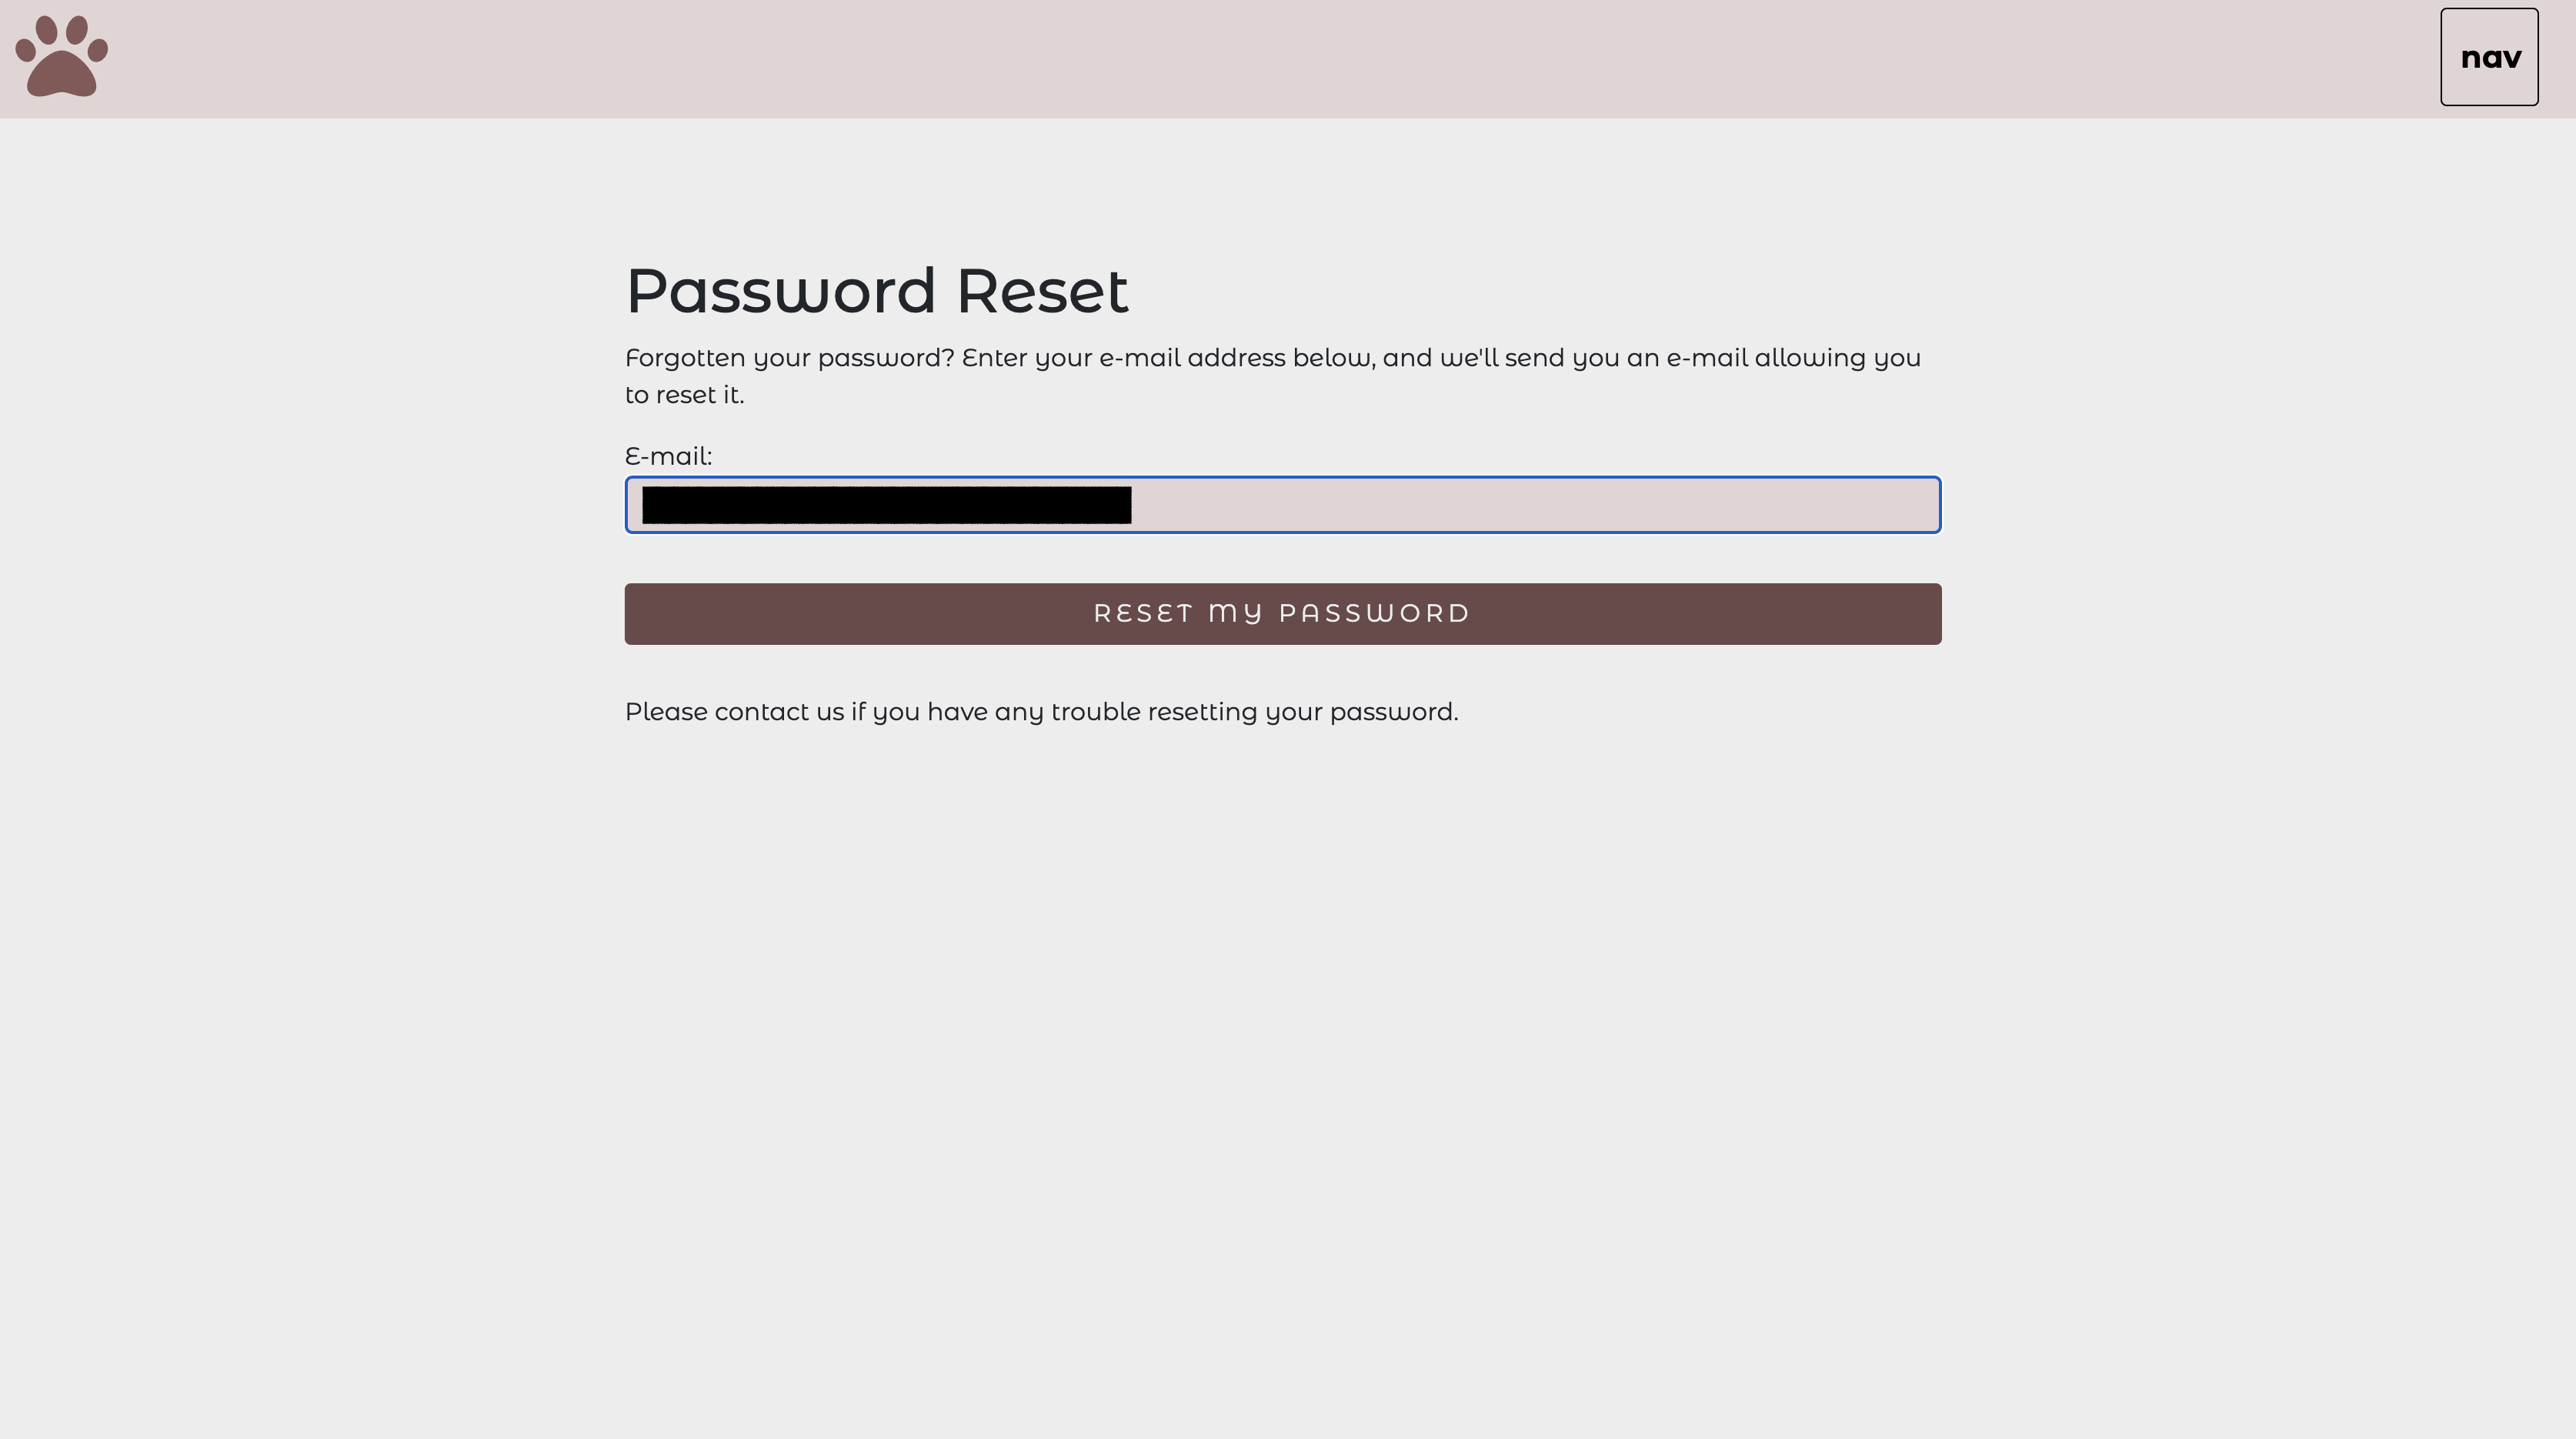 nav
Password Reset
Forgotten your password? Enter your e-mail address below, and we'll send you an e-mail allowing you
to reset it.
E-mail:
RESET MY PASSWORD
Please contact us if you have any trouble resetting your password.